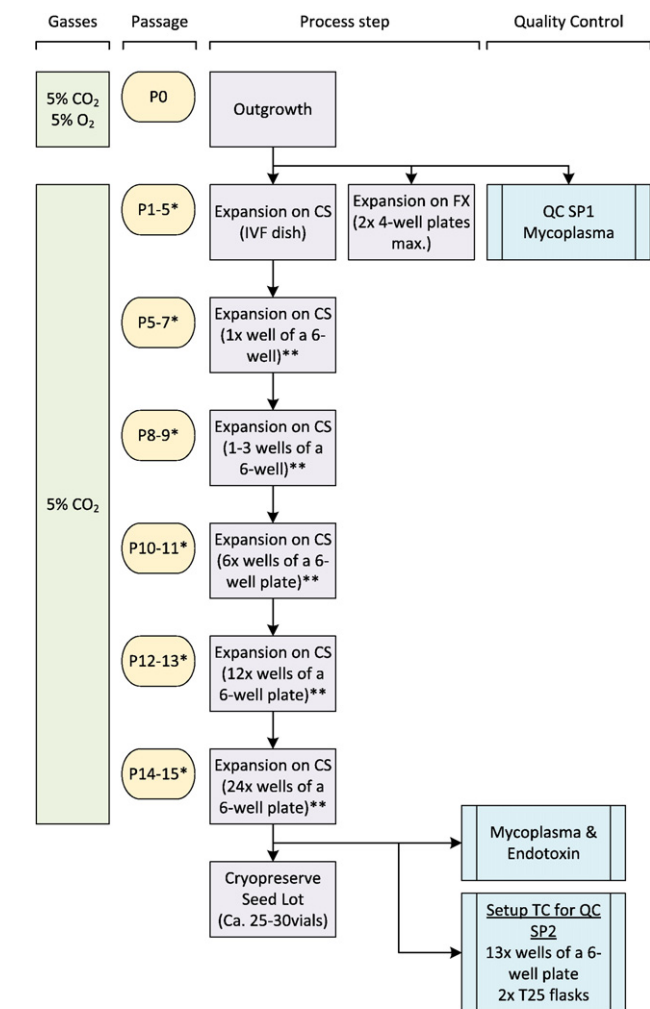 Gasses
Passage
Process step
Quality Control
5% CO₂
5% O₂
P0
Outgrowth
P1-5*
Expansion on CS
(IVF dish)
Expansion on FX
(2x 4-well plates
max.)
QC SP1
Mycoplasma
P5-7*
Expansion on CS
(1x well of a 6-
well)**
P8-9*
Expansion on CS
(1-3 wells of a
6-well)**
5% CO₂
P10-11*
Expansion on CS
(6x wells of a 6-
well plate)**
P12-13*
Expansion on CS
(12x wells of a
6-well plate)**
P14-15*
Expansion on CS
(24x wells of a
6-well plate)**
Mycoplasma &
Endotoxin
Cryopreserve
Seed Lot
(Ca. 25-30vials)
Setup TC for QC
SP2
13x wells of a 6-
well plate
2x T25 flasks